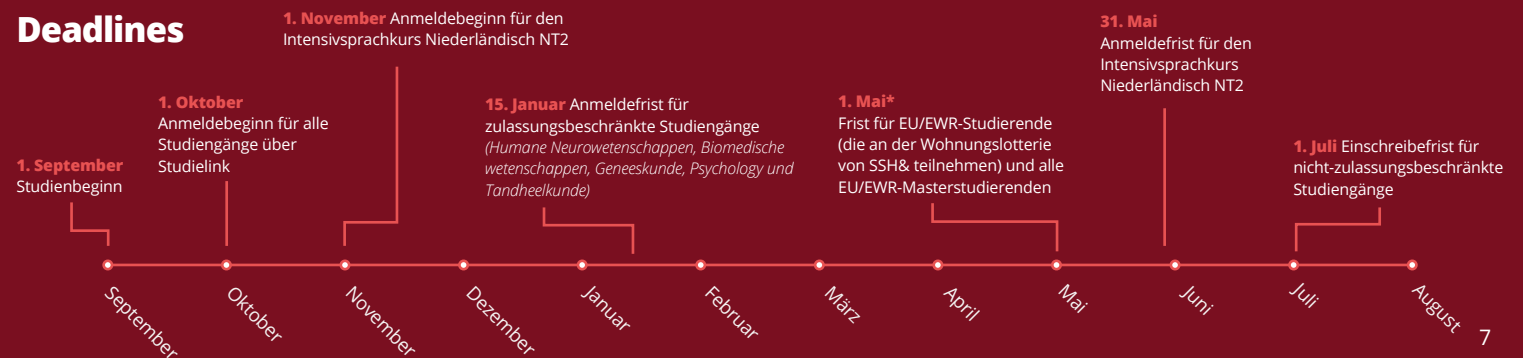 Deadlines
1. September
Studienbeginn
1. Oktober
Anmeldebeginn für alle
Studiengänge über
Studielink
1. November Anmeldebeginn für den
Intensivsprachkurs Niederländisch NT2
15. Januar Anmeldefrist für
zulassungsbeschränkte Studiengänge
(Humane Neurowetenschappen, Biomedische
wetenschappen, Geneeskunde, Psychology und
Tandheelkunde)
1. Mai*
Frist für EU/EWR-Studierende
(die an der Wohnungslotterie
von SSH& teilnehmen) und alle
EU/EWR-Masterstudierenden
31. Mai
Anmeldefrist für den
Intensivsprachkurs
Niederländisch NT2
1. Juli Einschreibefrist für
nicht-zulassungsbeschränkte
Studiengänge
September
Oktober
November
Dezember
Januar
Februar
März
April
Mai
Juni
Juli
August
7